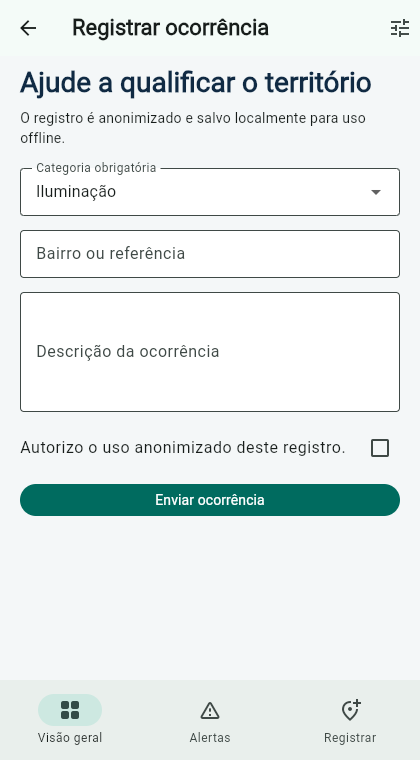 Registrar ocorrência
Ajude a qualificar o território
O registro é anonimizado e salvo localmente para uso
offline.
Categoria obrigatória
Iluminação
Bairro ou referência
Descrição da ocorrência
Autorizo o uso anonimizado deste registro.
Enviar ocorrência
Visão geral
Alertas
Registrar